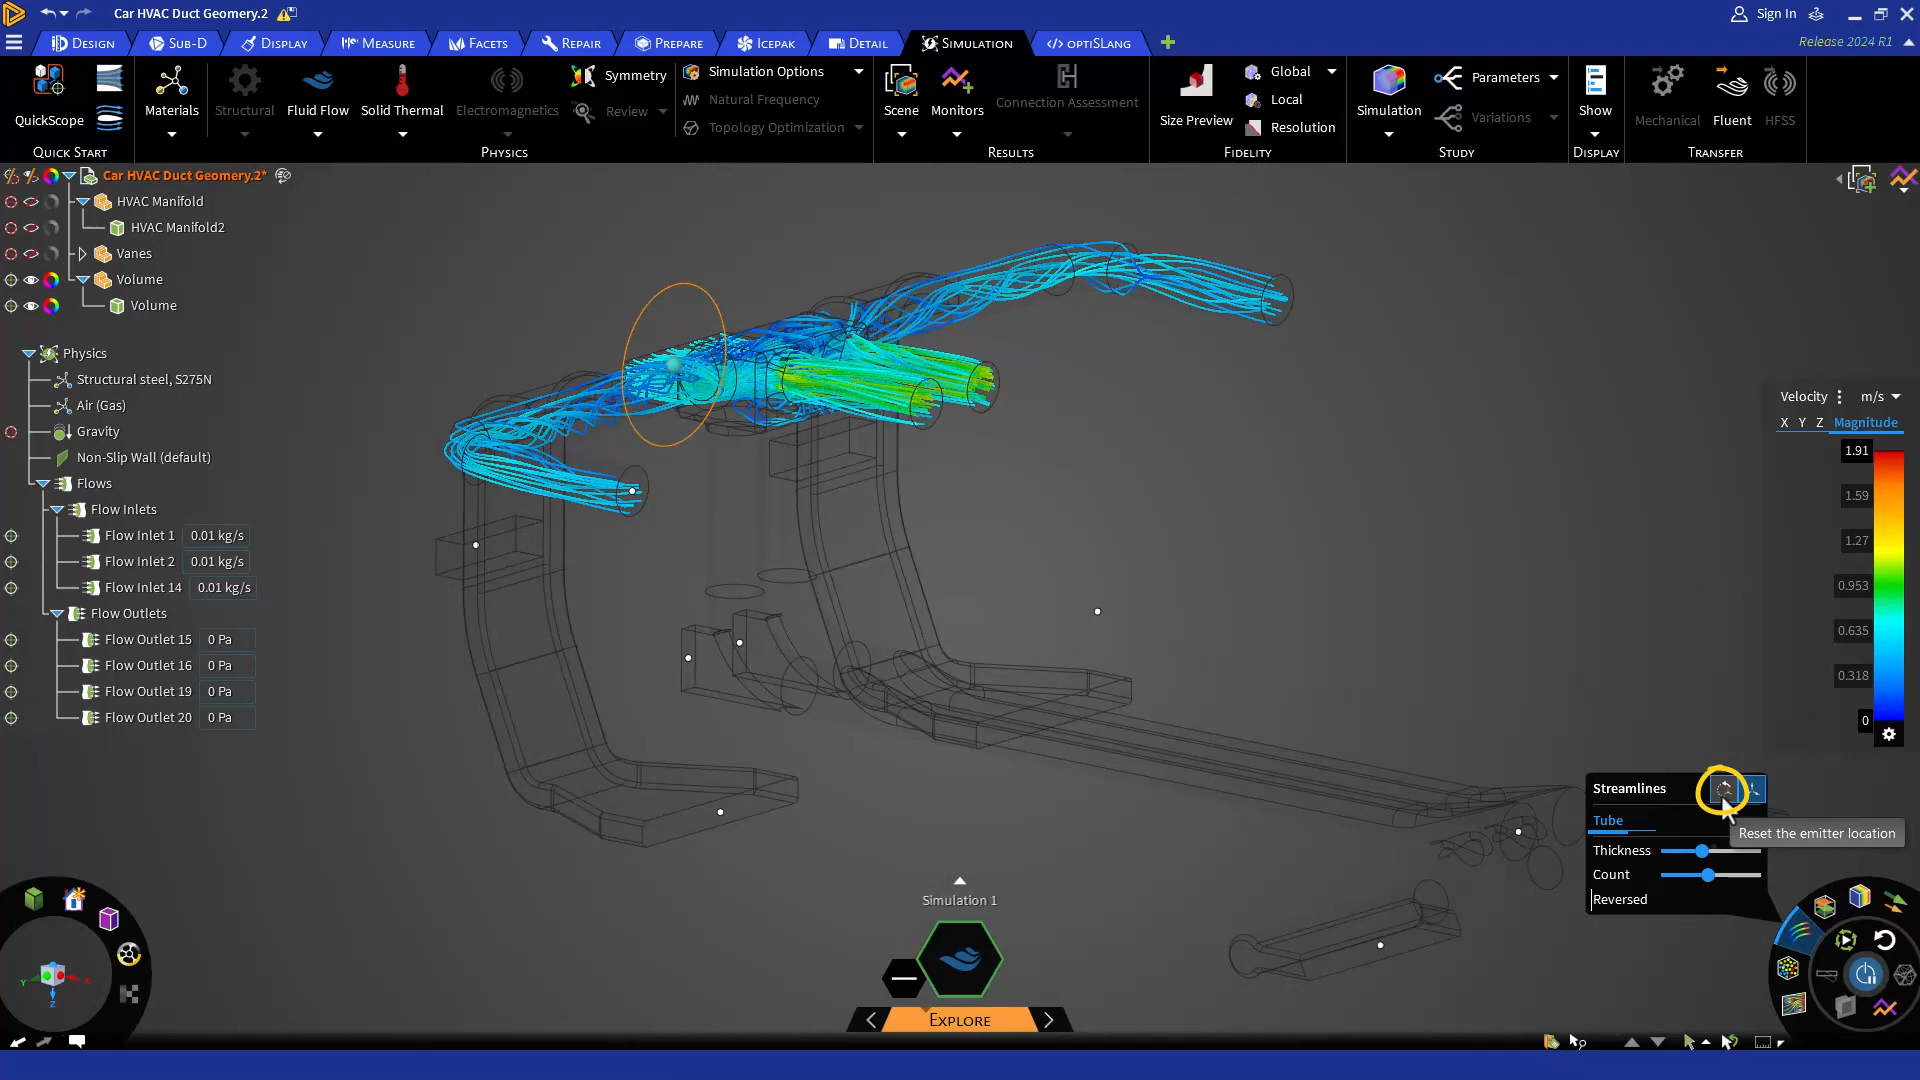 Car HVAC Duct Geomery.2
Sign In
Design
Sub-D
Display
Measure
Facets
Repair
Prepare
Icepak
Detail
Simulation
optiSLang
Release 2024 R1
QuickScope
Materials
Structural
Fluid Flow
Solid Thermal
Electromagnetics
Symmetry
Review
Simulation Options
Natural Frequency
Topology Optimization
Scene
Monitors
Connection Assessment
Size Preview
Global
Local
Resolution
Simulation
Parameters
Variations
Show
Mechanical
Fluent
HFSS
Quick Start
Physics
Results
Fidelity
Study
Display
Transfer
Car HVAC Duct Geomery.2*
HVAC Manifold
HVAC Manifold2
Vanes
Volume
Volume
Physics
Structural steel, S275N
Air (Gas)
Gravity
Non-Slip Wall (default)
Flows
Flow Inlets
Flow Inlet 1 0.01 kg/s
Flow Inlet 2 0.01 kg/s
Flow Inlet 14 0.01 kg/s
Flow Outlets
Flow Outlet 15 0 Pa
Flow Outlet 16 0 Pa
Flow Outlet 19 0 Pa
Flow Outlet 20 0 Pa
Velocity m/s
X Y Z Magnitude
1.91
1.59
1.27
0.953
0.635
0.318
0
Streamlines
Tube
Reset the emitter location
Thickness
Count
Reversed
Simulation 1
Explore
Y
X
Z